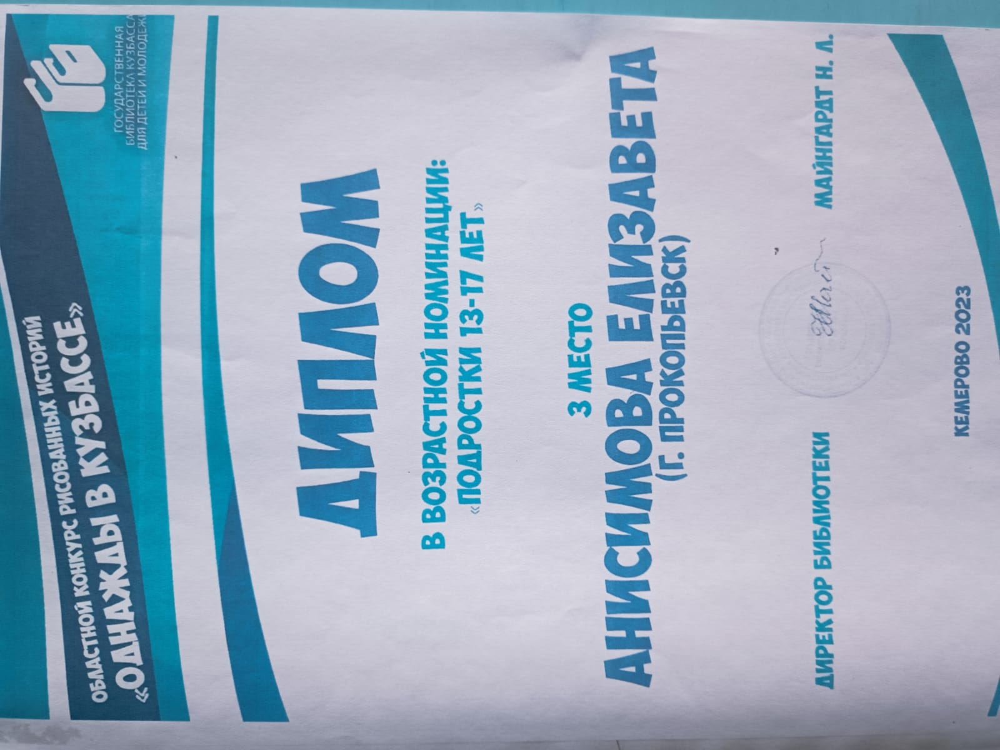 ГОСУДАРСТВЕННАЯ
БИБЛИОТЕКА КУЗБАССА
ДЛЯ ДЕТЕЙ И МОЛОДЕЖИ
ОБЛАСТНОЙ КОНКУРС РИСОВАННЫХ ИСТОРИЙ
«ОДНАЖДЫ В КУЗБАССЕ»
ДИПЛОМ
В ВОЗРАСТНОЙ НОМИНАЦИИ:
«ПОДРОСТКИ 13-17 ЛЕТ»
3 МЕСТО
АНИСИМОВА ЕЛИЗАВЕТА
(Г. ПРОКОПЬЕВСК)
ДИРЕКТОР БИБЛИОТЕКИ МАЙНГАРДТ Н. Л.
КЕМЕРОВО 2023